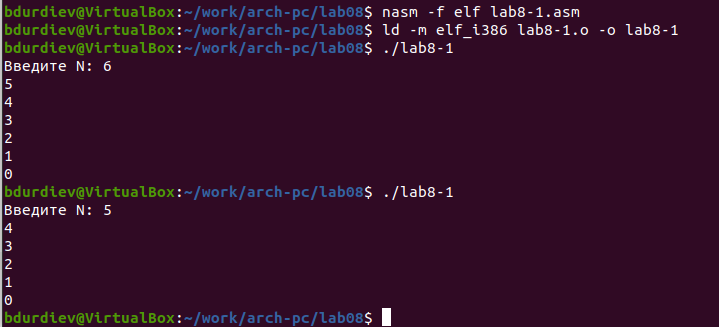 bdurdiev@VirtualBox:~/work/arch-pc/lab08$ nasm -f elf lab8-1.asm
bdurdiev@VirtualBox:~/work/arch-pc/lab08$ ld -m elf_i386 lab8-1.o -o lab8-1
bdurdiev@VirtualBox:~/work/arch-pc/lab08$ ./lab8-1
Введите N: 6
5
4
3
2
1
0
bdurdiev@VirtualBox:~/work/arch-pc/lab08$ ./lab8-1
Введите N: 5
4
3
2
1
0
bdurdiev@VirtualBox:~/work/arch-pc/lab08$